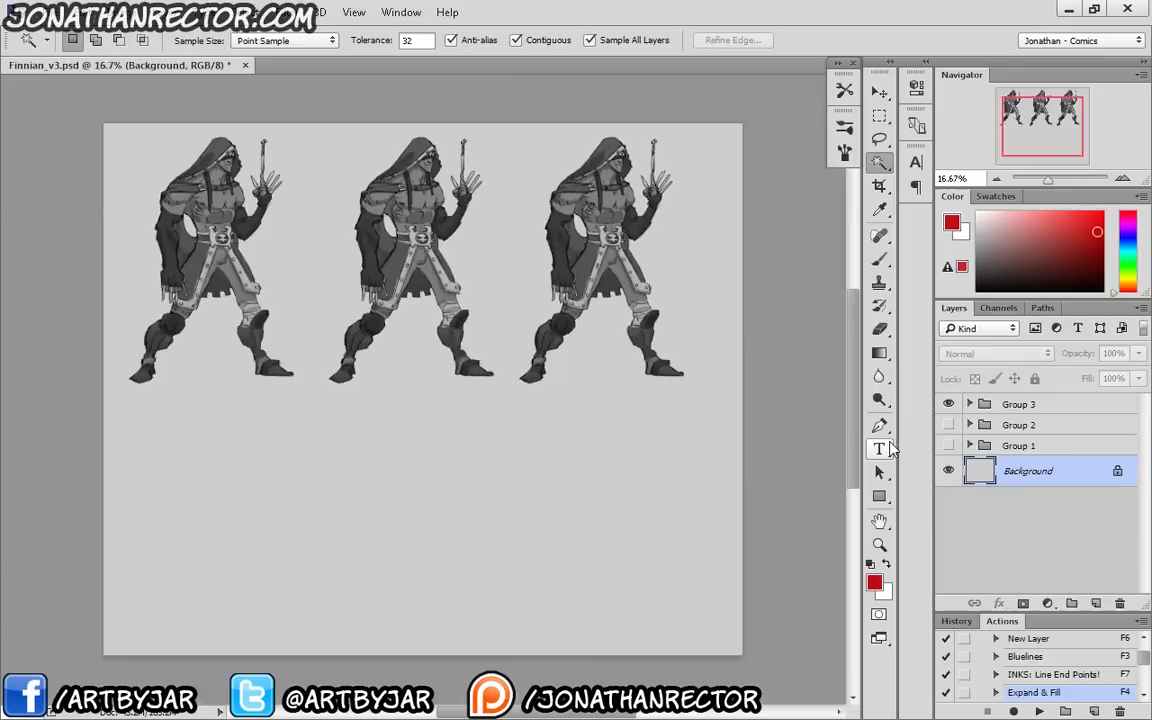 JONATHANRECTOR.COM
3D View Window Help
Sample Size: Point Sample Tolerance: 32 Anti-alias Contiguous Sample All Layers Refine Edge... Jonathan - Comics
Finnian_v3.psd @ 16.7% (Background, RGB/8) *
Navigator
16.67%
Color Swatches
Layers Channels Paths
Kind
Normal Opacity: 100%
Lock: Fill: 100%
Group 3
Group 2
Group 1
Background
History Actions
New Layer F6
Bluelines F3
INKS: Line End Points! F7
Expand & Fill F4
/ARTBYJAR @ARTBYJAR /JONATHANRECTOR